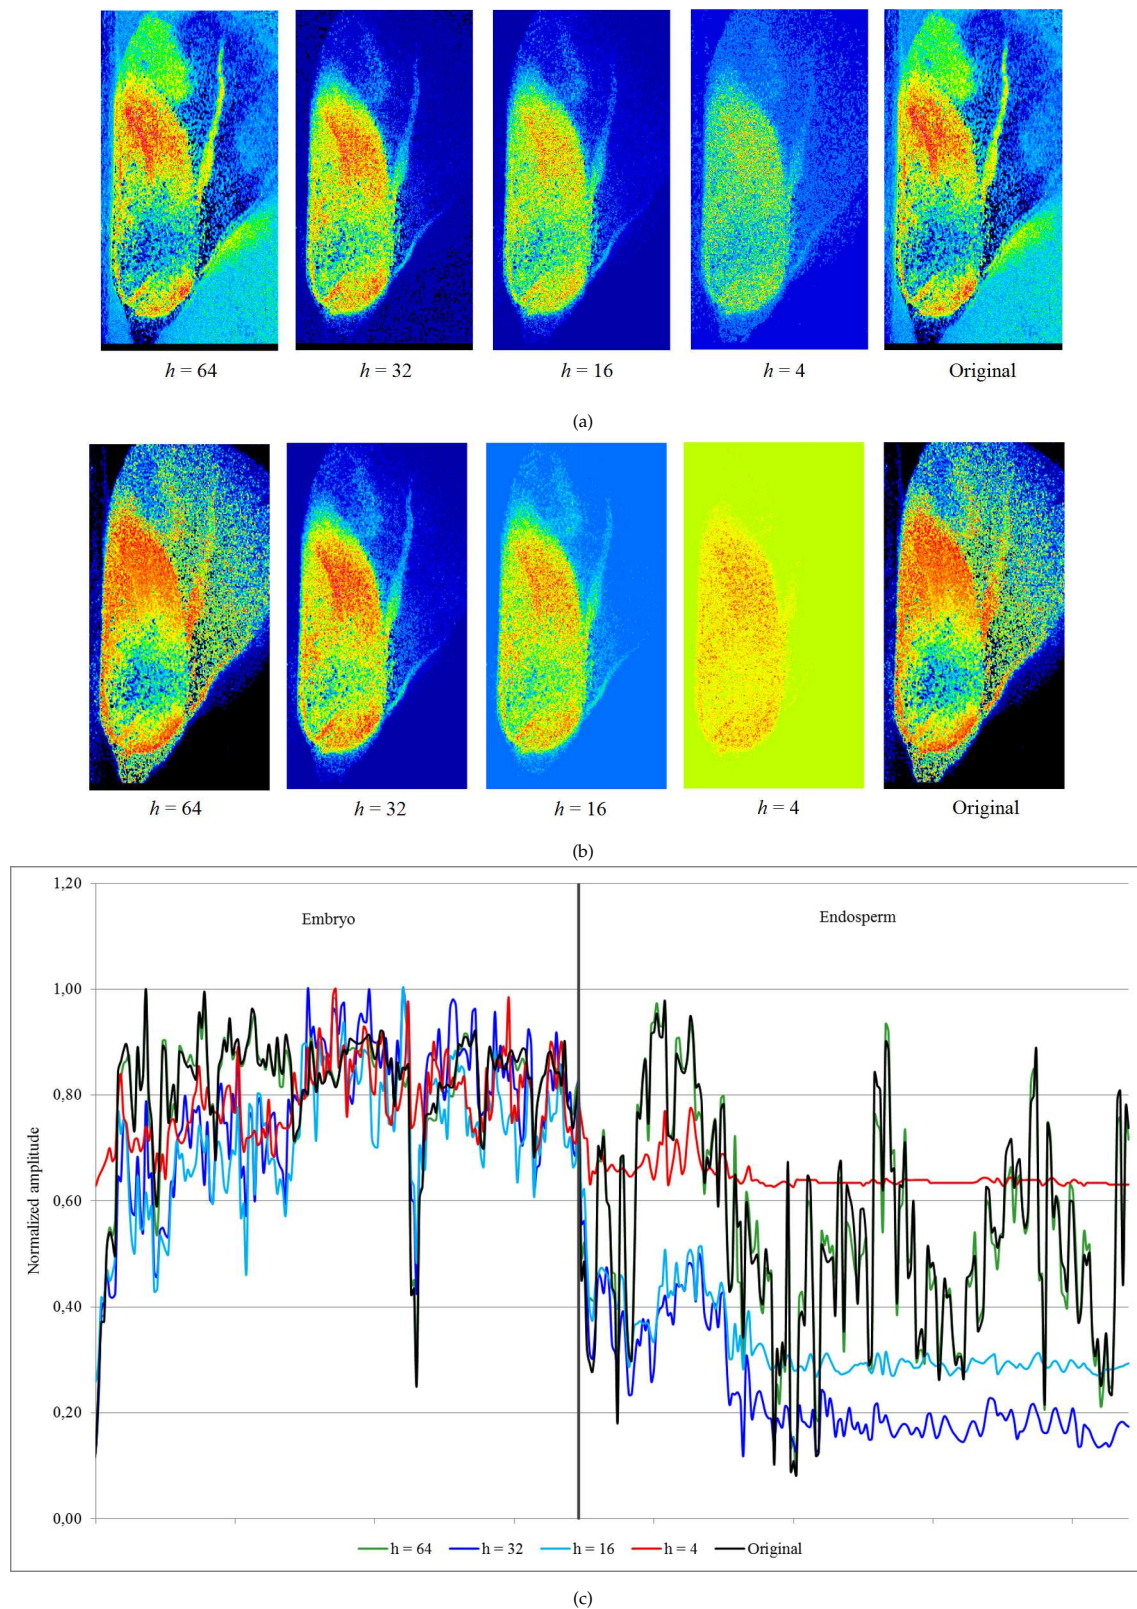 h = 64 h = 32 h = 16 h = 4 Original
(a)
h = 64 h = 32 h = 16 h = 4 Original
(b)
1,20
Embryo Endosperm
1,00
0,80
Normalized amplitude
0,60
0,40
0,20
0,00
h = 64 h = 32 h = 16 h = 4 Original
(c)